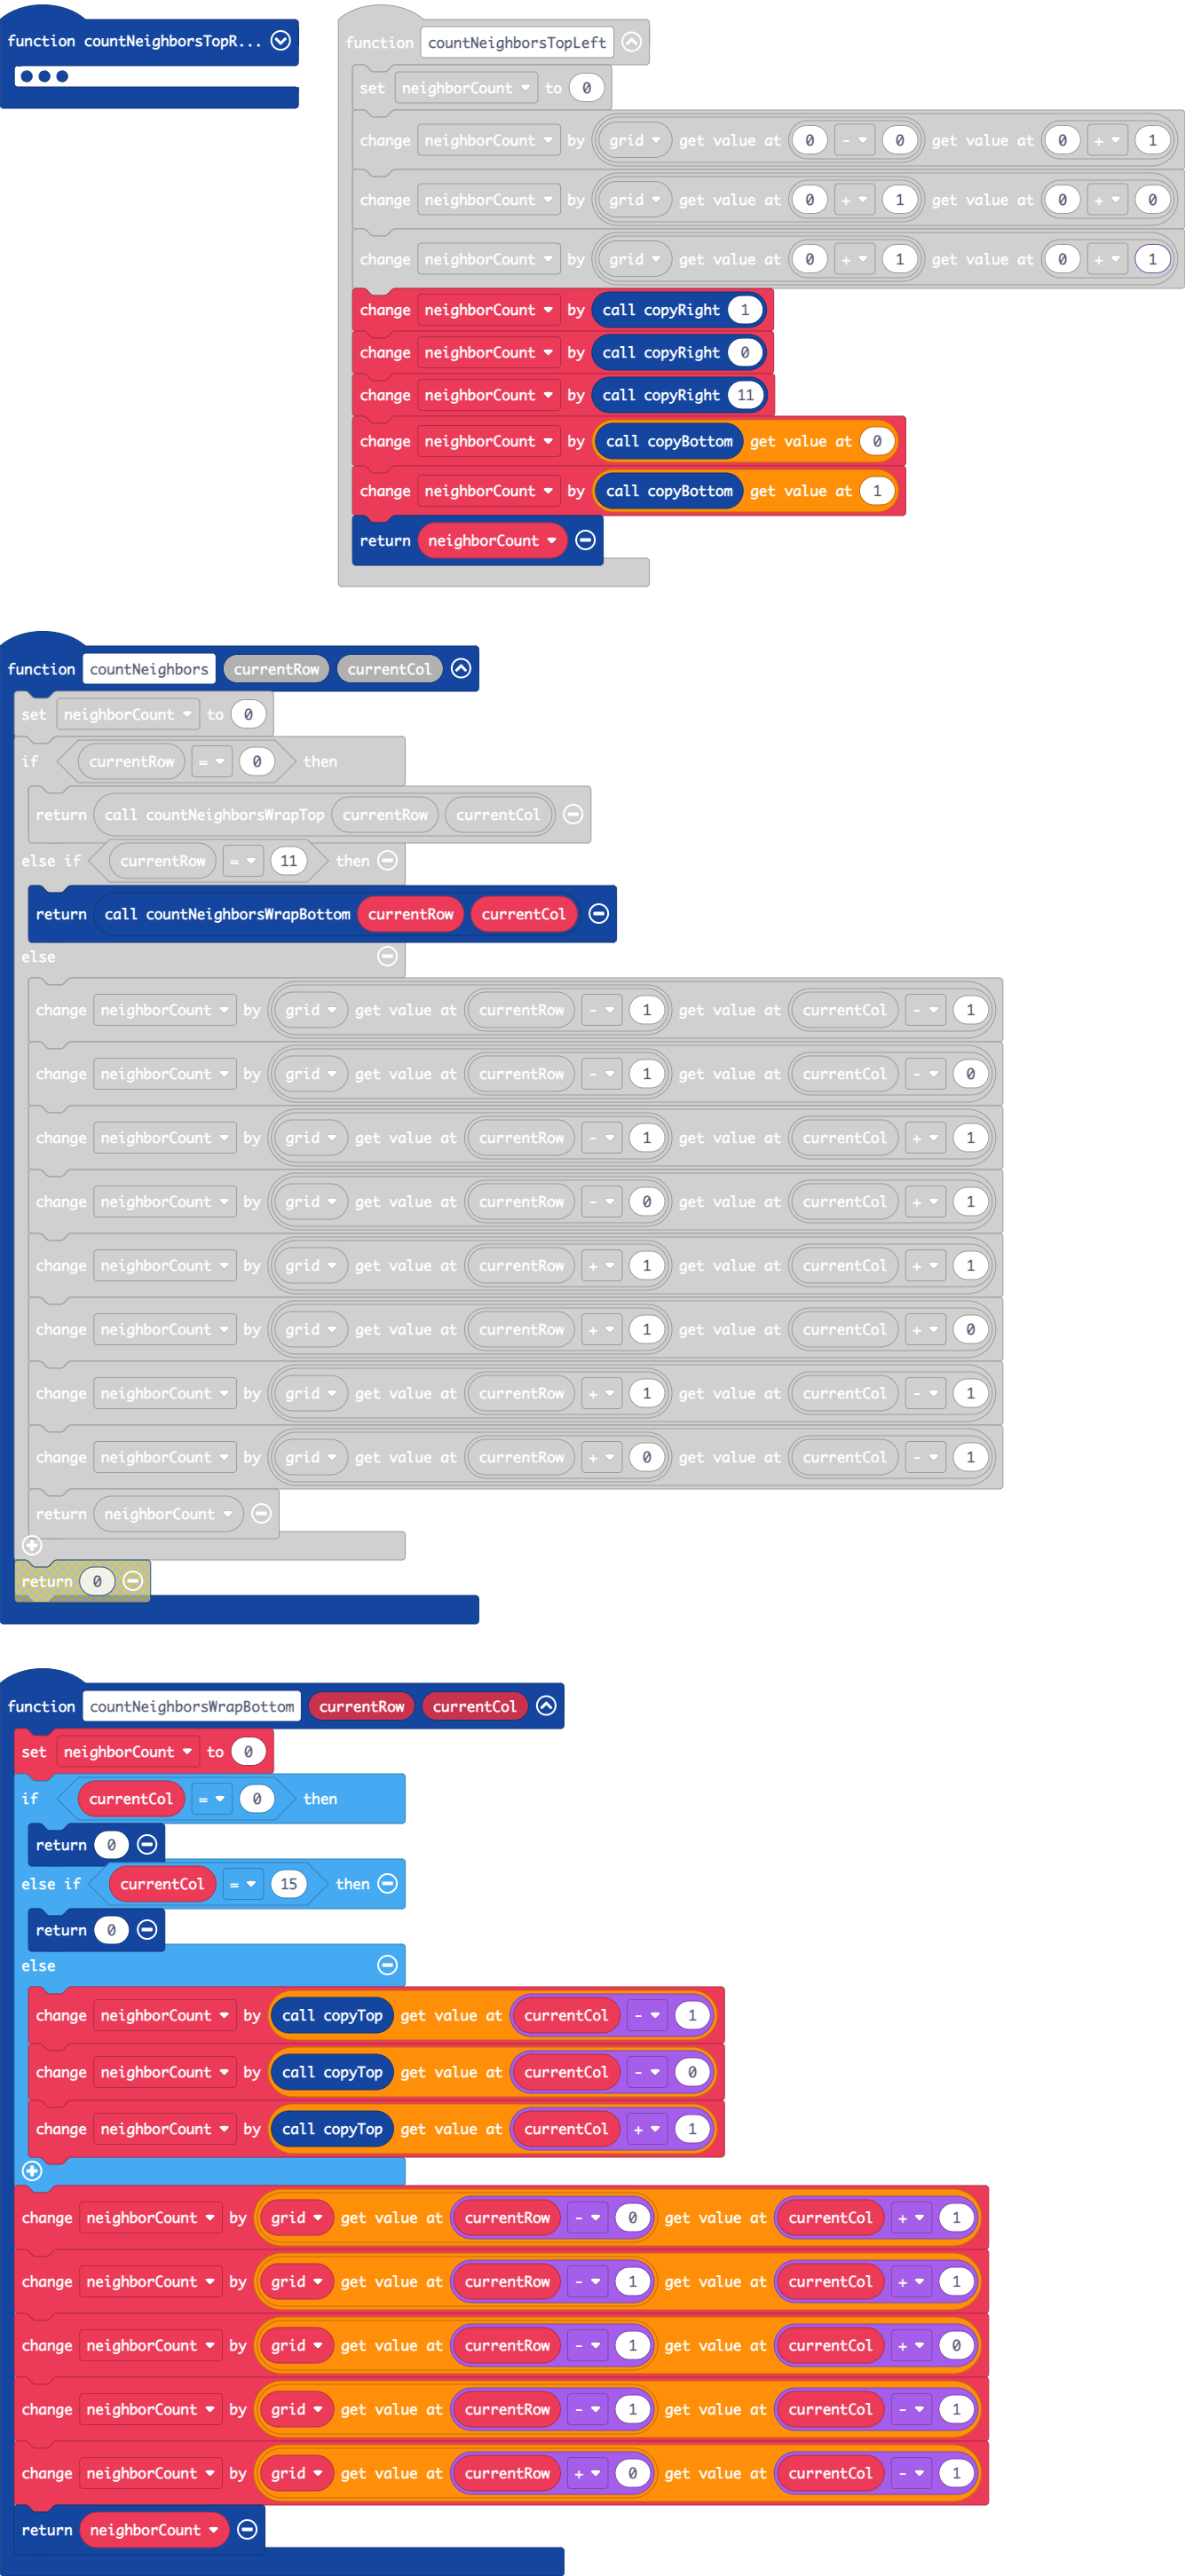 function countNeighborsTopR...
function countNeighborsTopLeft
set neighborCount to 0
change neighborCount by grid get value at 0 - 0 get value at 0 + 1
change neighborCount by grid get value at 0 + 1 get value at 0 + 0
change neighborCount by grid get value at 0 + 1 get value at 0 + 1
change neighborCount by call copyRight 1
change neighborCount by call copyRight 0
change neighborCount by call copyRight 11
change neighborCount by call copyBottom get value at 0
change neighborCount by call copyBottom get value at 1
return neighborCount
function countNeighbors currentRow currentCol
set neighborCount to 0
if currentRow = 0 then
return call countNeighborsWrapTop currentRow currentCol
else if currentRow = 11 then
return call countNeighborsWrapBottom currentRow currentCol
else
change neighborCount by grid get value at currentRow - 1 get value at currentCol - 1
change neighborCount by grid get value at currentRow - 1 get value at currentCol - 0
change neighborCount by grid get value at currentRow - 1 get value at currentCol + 1
change neighborCount by grid get value at currentRow - 0 get value at currentCol + 1
change neighborCount by grid get value at currentRow + 1 get value at currentCol + 1
change neighborCount by grid get value at currentRow + 1 get value at currentCol + 0
change neighborCount by grid get value at currentRow + 1 get value at currentCol - 1
change neighborCount by grid get value at currentRow + 0 get value at currentCol - 1
return neighborCount
return 0
function countNeighborsWrapBottom currentRow currentCol
set neighborCount to 0
if currentCol = 0 then
return 0
else if currentCol = 15 then
return 0
else
change neighborCount by call copyTop get value at currentCol - 1
change neighborCount by call copyTop get value at currentCol - 0
change neighborCount by call copyTop get value at currentCol + 1
change neighborCount by grid get value at currentRow - 0 get value at currentCol + 1
change neighborCount by grid get value at currentRow - 1 get value at currentCol + 1
change neighborCount by grid get value at currentRow - 1 get value at currentCol + 0
change neighborCount by grid get value at currentRow - 1 get value at currentCol - 1
change neighborCount by grid get value at currentRow + 0 get value at currentCol - 1
return neighborCount